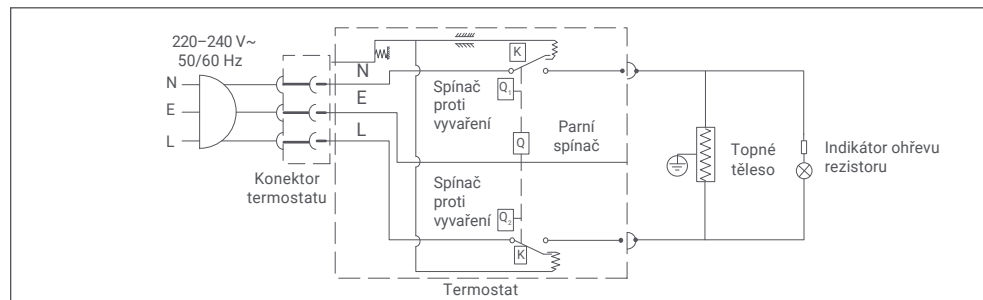 220–240 V~
50/60 Hz
N
E
L
Konektor
termostatu
N
E
L
K
Spínač
proti
vyvaření
Q₁
Q
Parní
spínač
Spínač
proti
vyvaření
Q₂
K
Termostat
Topné
těleso
Indikátor ohřevu
rezistoru